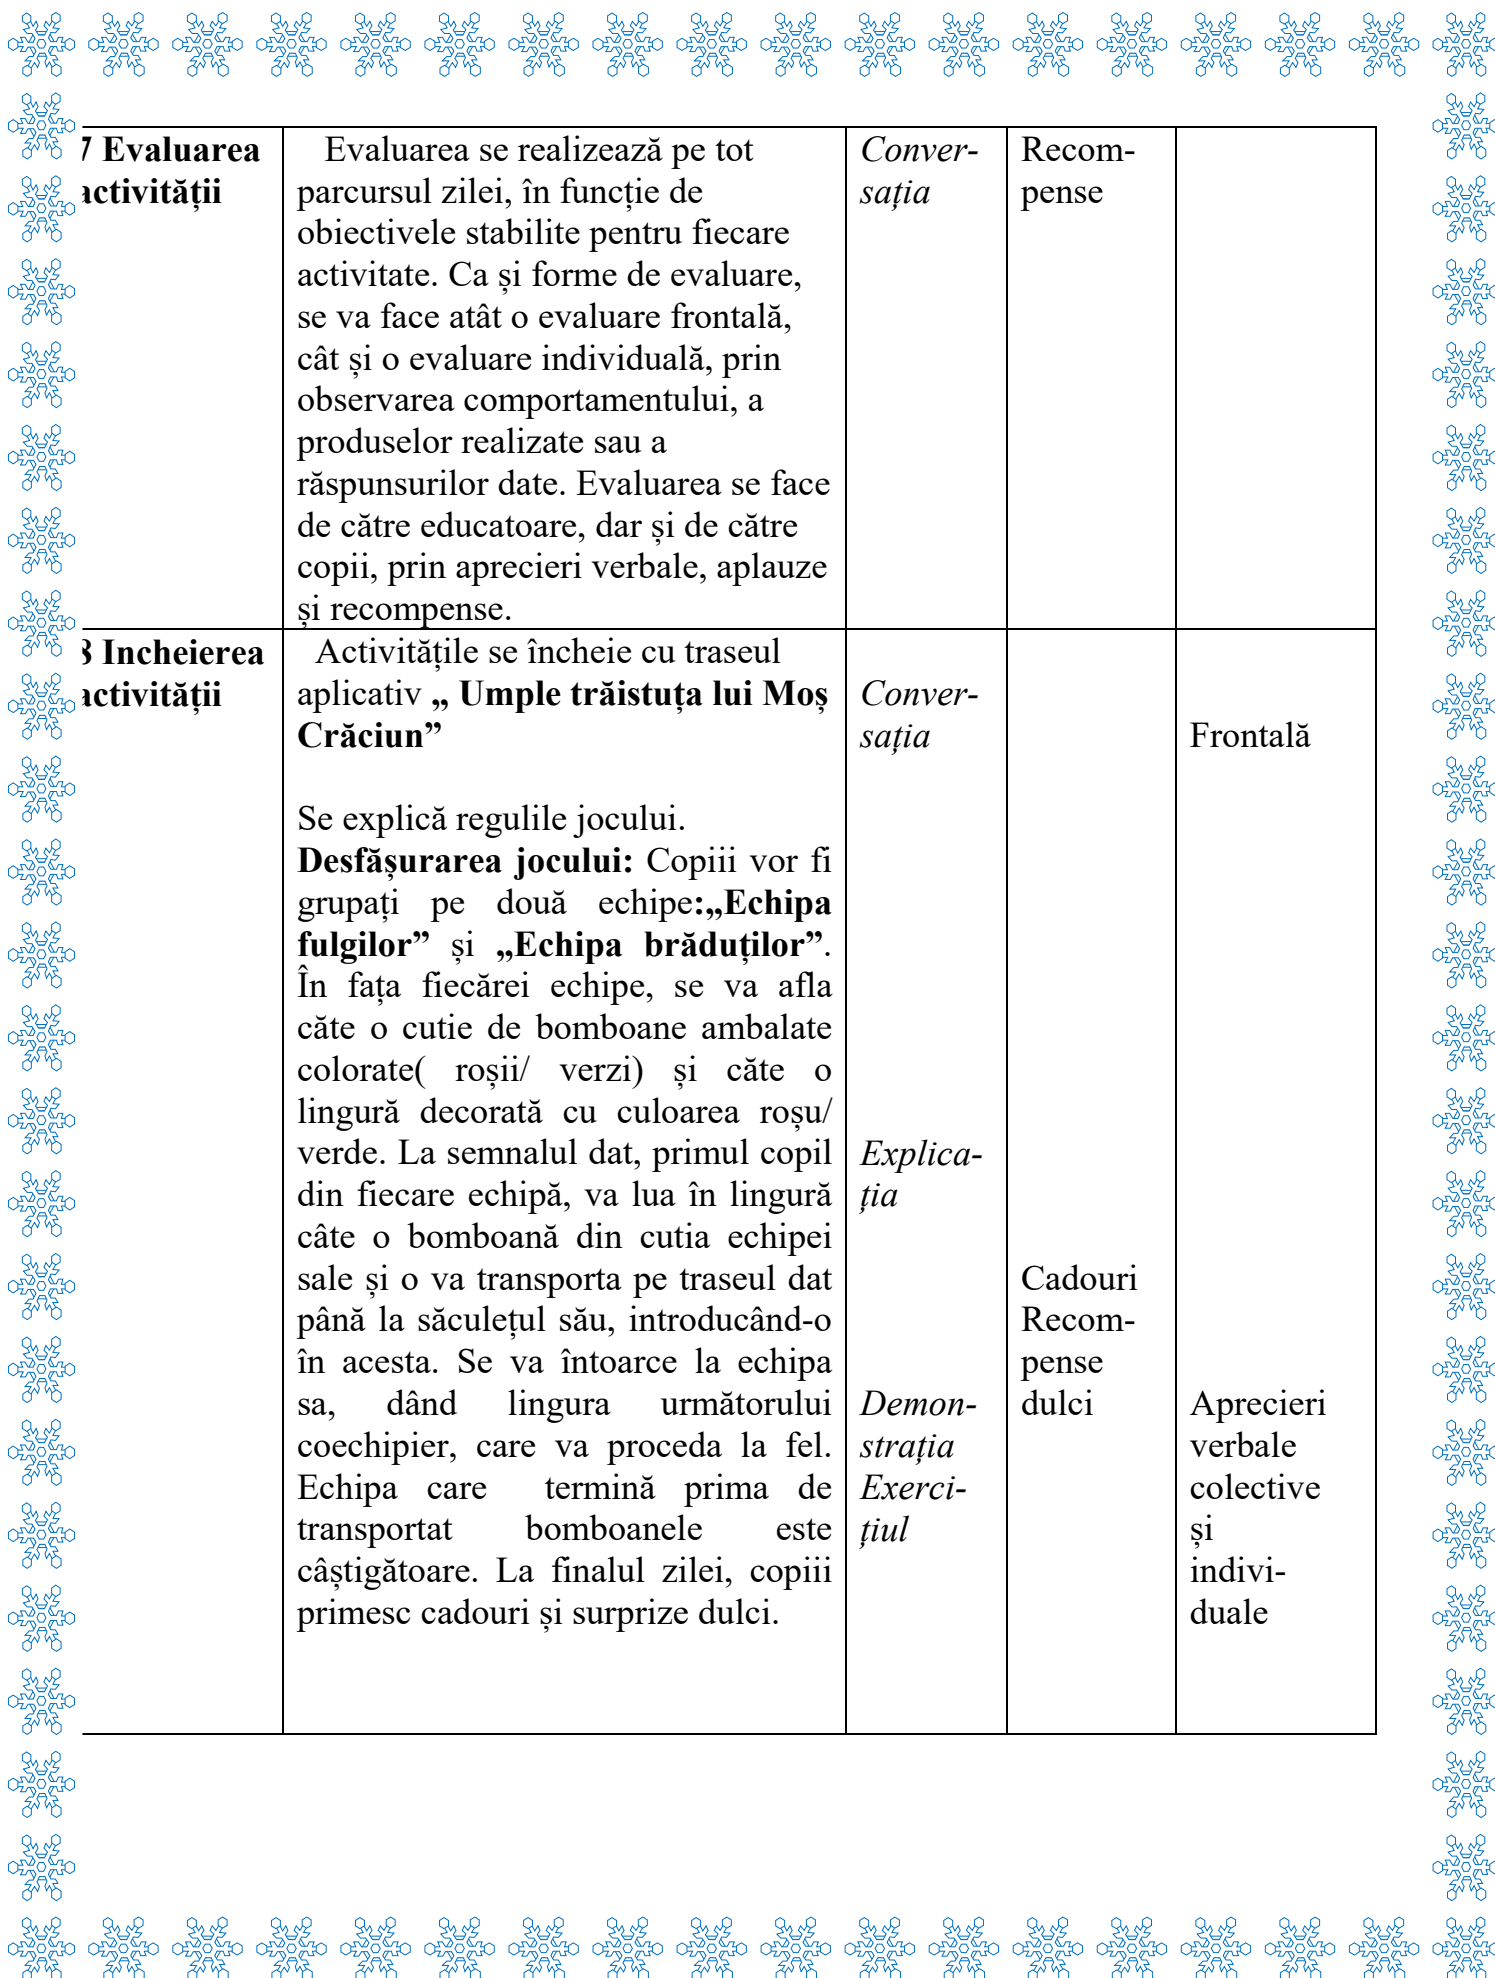 7 Evaluarea
activității
Evaluarea se realizează pe tot
parcursul zilei, în funcție de
obiectivele stabilite pentru fiecare
activitate. Ca și forme de evaluare,
se va face atât o evaluare frontală,
cât și o evaluare individuală, prin
observarea comportamentului, a
produselor realizate sau a
răspunsurilor date. Evaluarea se face
de către educatoare, dar și de către
copii, prin aprecieri verbale, aplauze
și recompense.
Conver-
sația
Recom-
pense
8 Incheierea
activității
Activitățile se încheie cu traseul
aplicativ „ Umple trăistuța lui Moș
Crăciun”
Se explică regulile jocului.
Desfășurarea jocului: Copiii vor fi
grupați pe două echipe:„Echipa
fulgilor” și „Echipa brăduților”.
În fața fiecărei echipe, se va afla
căte o cutie de bomboane ambalate
colorate( roșii/ verzi) și căte o
lingură decorată cu culoarea roșu/
verde. La semnalul dat, primul copil
din fiecare echipă, va lua în lingură
câte o bomboană din cutia echipei
sale și o va transporta pe traseul dat
până la săculețul său, introducând-o
în acesta. Se va întoarce la echipa
sa, dând lingura următorului
coechipier, care va proceda la fel.
Echipa care termină prima de
transportat bomboanele este
câștigătoare. La finalul zilei, copiii
primesc cadouri și surprize dulci.
Conver-
sația
Explica-
ția
Demon-
strația
Exerci-
țiul
Cadouri
Recom-
pense
dulci
Frontală
Aprecieri
verbale
colective
și
indivi-
duale